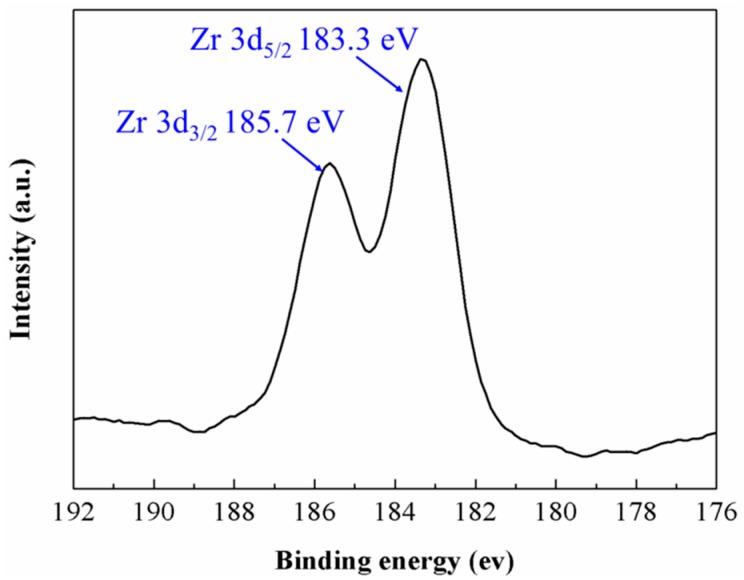 Zr 3d5/2 183.3 eV
Zr 3d3/2 185.7 eV
Intensity (a.u.)
192 190 188 186 184 182 180 178 176
Binding energy (ev)